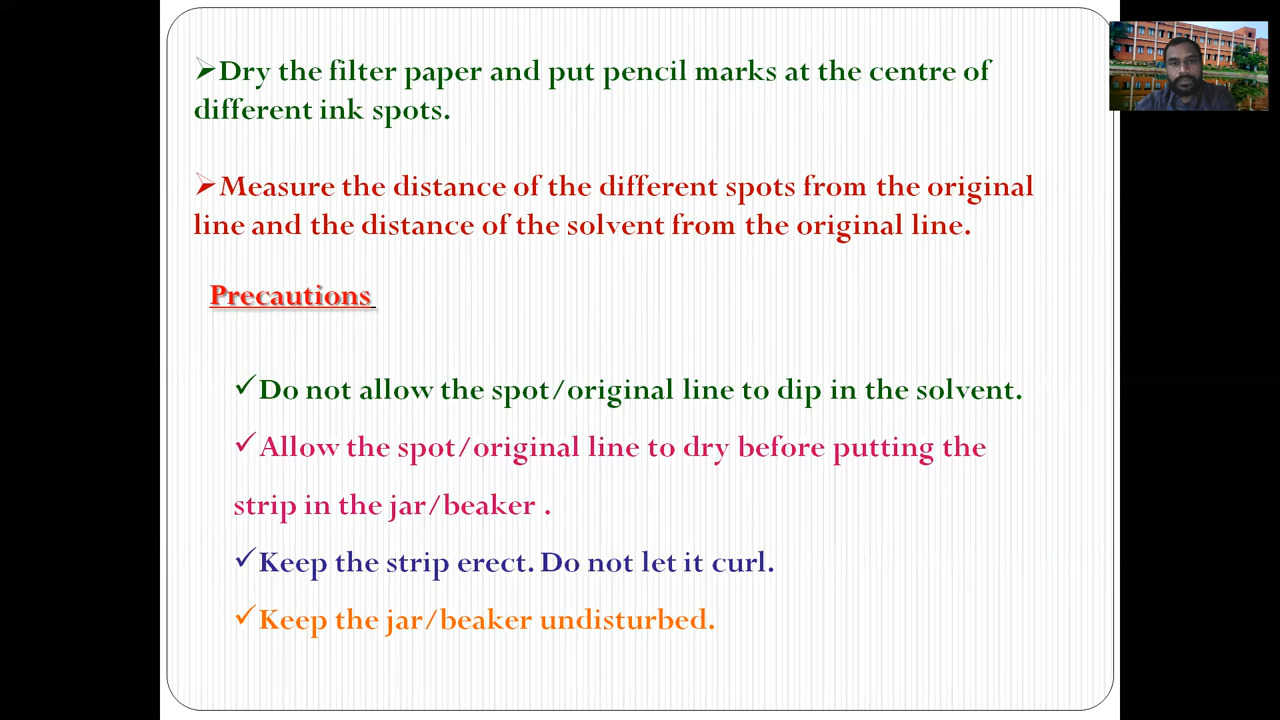 ➢Dry the filter paper and put pencil marks at the centre of
different ink spots.
➢Measure the distance of the different spots from the original
line and the distance of the solvent from the original line.
Precautions
✓Do not allow the spot/original line to dip in the solvent.
✓Allow the spot/original line to dry before putting the
strip in the jar/beaker .
✓Keep the strip erect. Do not let it curl.
✓Keep the jar/beaker undisturbed.